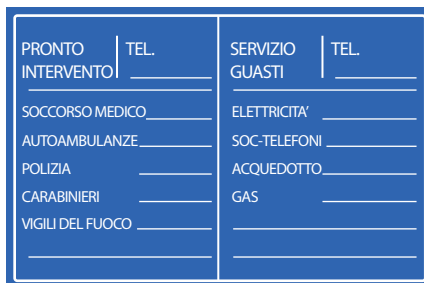 PRONTO INTERVENTO TEL.
SOCCORSO MEDICO
AUTOAMBULANZE
POLIZIA
CARABINIERI
VIGILI DEL FUOCO
SERVIZIO GUASTI TEL.
ELETTRICITA'
SOC-TELEFONI
ACQUEDOTTO
GAS